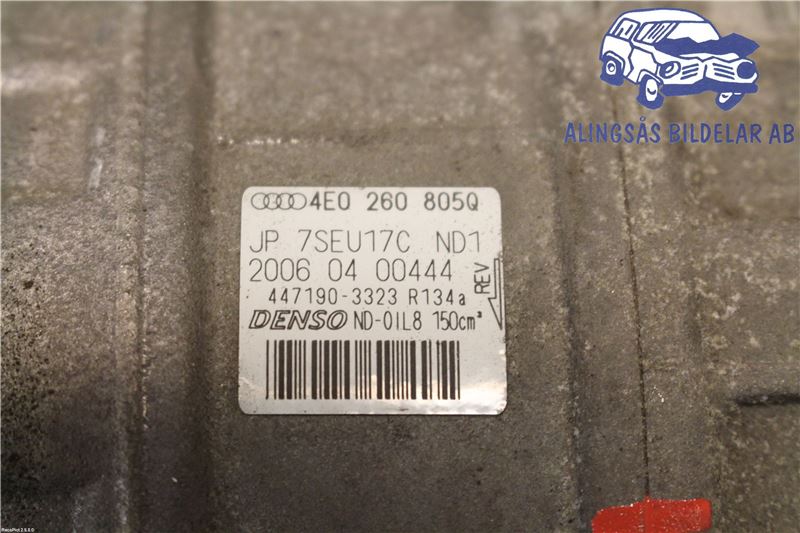 ALINGSÅS BILDELAR AB
4E0 260 805Q
JP 7SEU17C ND1
2006 04 00444
REV
447190-3323 R134a
DENSO ND-OIL8 150cm³